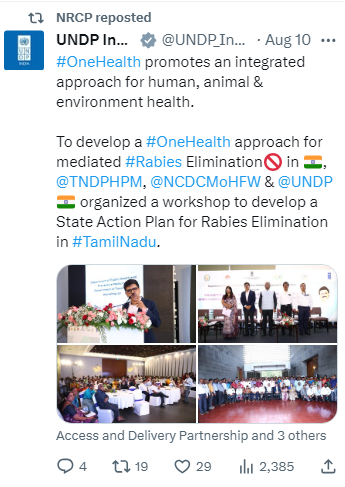 NRCP reposted
UNDP In... @UNDP_In... · Aug 10 ...
#OneHealth promotes an integrated
approach for human, animal &
environment health.
To develop a #OneHealth approach for
mediated #Rabies Elimination🚫 in 🇮🇳,
@TNDPHPM, @NCDCMoHFW & @UNDP
🇮🇳 organized a workshop to develop a
State Action Plan for Rabies Elimination
in #TamilNadu.
Access and Delivery Partnership and 3 others
4 19 29 2,385